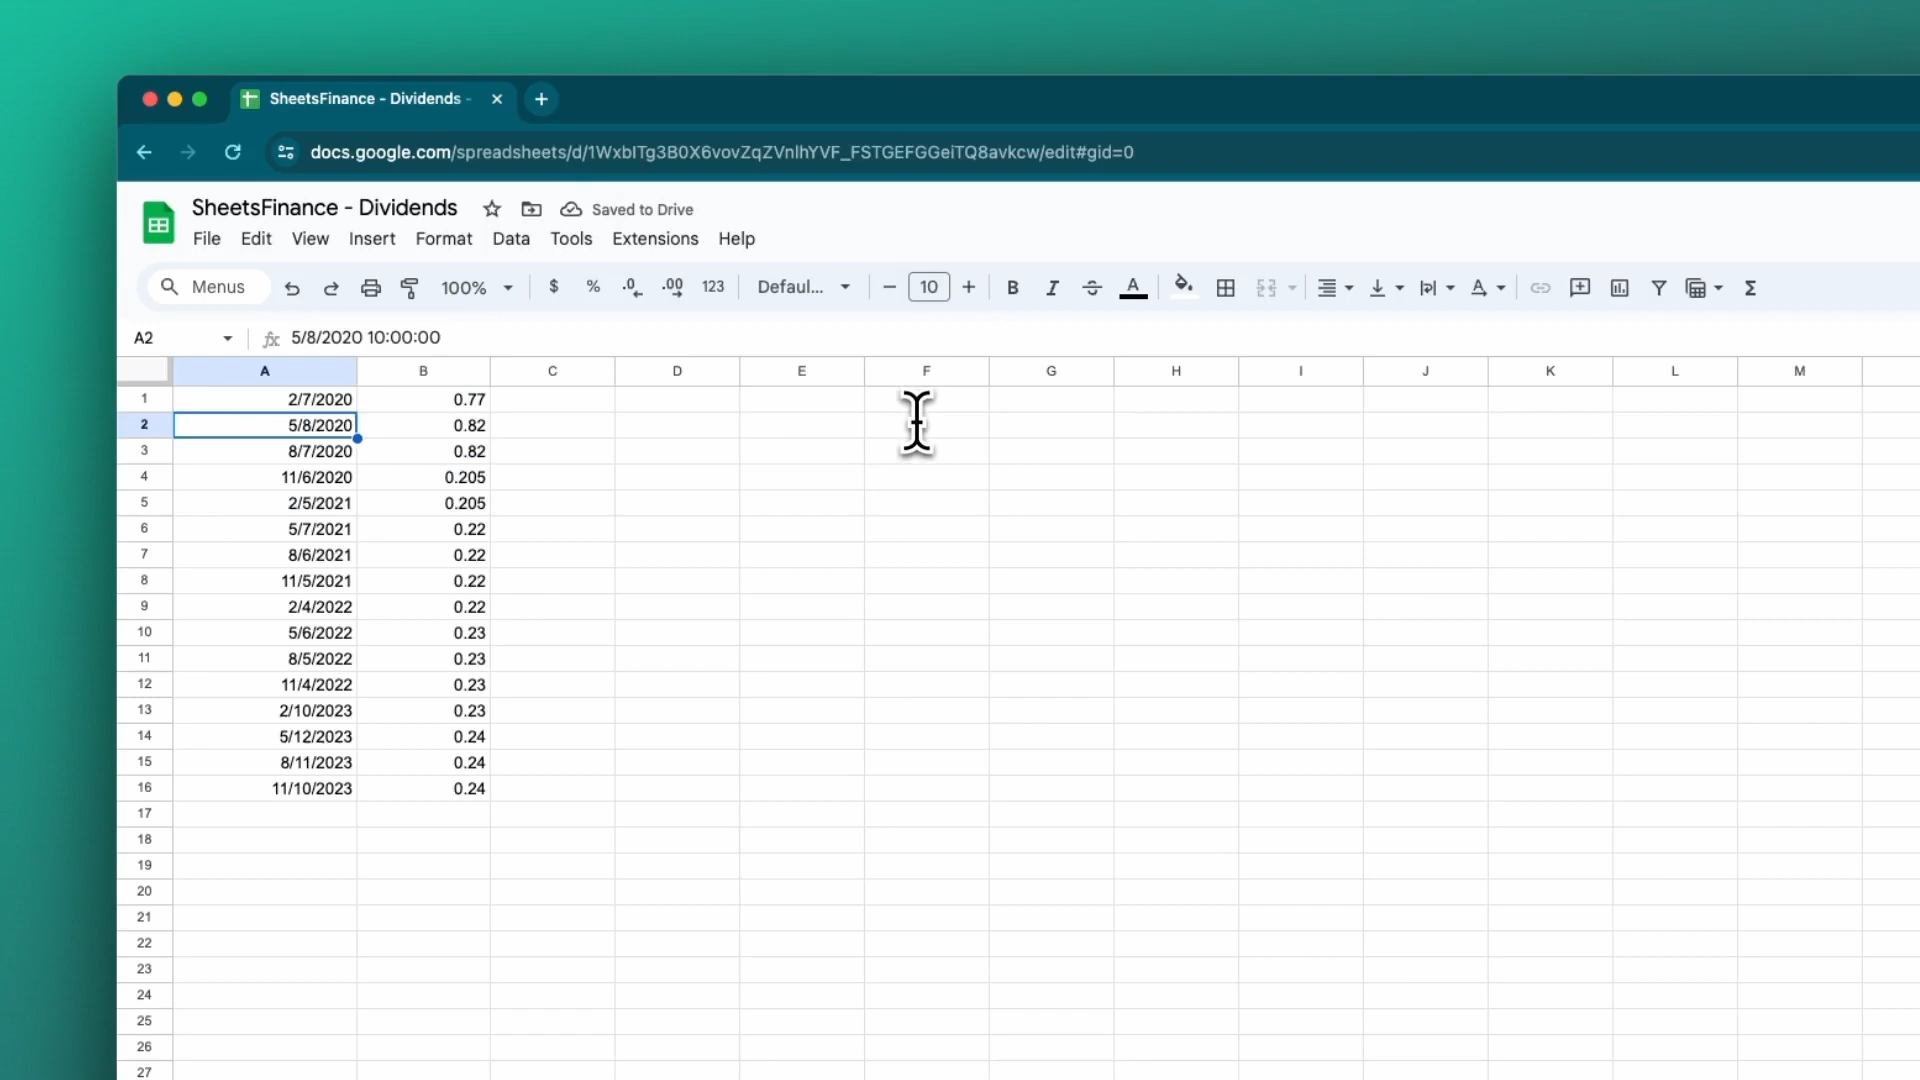 SheetsFinance - Dividends -
docs.google.com/spreadsheets/d/1WxbITg3B0X6vovZqZVnlhYVF_FSTGEFGGeiTQ8avkcw/edit#gid=0
SheetsFinance - Dividends Saved to Drive
File Edit View Insert Format Data Tools Extensions Help
Menus 100% $ % .0 .00 123 Defaul... 10 B I S A Σ
A2 fx 5/8/2020 10:00:00
A B C D E F G H I J K L M
1 2/7/2020 0.77
2 5/8/2020 0.82
3 8/7/2020 0.82
4 11/6/2020 0.205
5 2/5/2021 0.205
6 5/7/2021 0.22
7 8/6/2021 0.22
8 11/5/2021 0.22
9 2/4/2022 0.22
10 5/6/2022 0.23
11 8/5/2022 0.23
12 11/4/2022 0.23
13 2/10/2023 0.23
14 5/12/2023 0.24
15 8/11/2023 0.24
16 11/10/2023 0.24
17
18
19
20
21
22
23
24
25
26
27